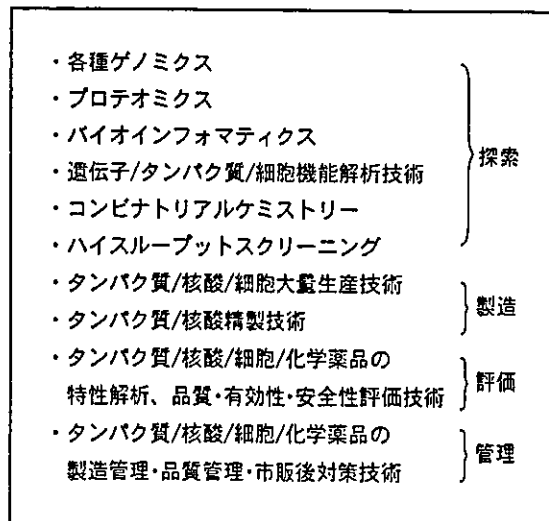 ・各種ゲノミクス
・プロテオミクス
・バイオインフォマティクス
・遺伝子/タンパク質/細胞機能解析技術
・コンビナトリアルケミストリー
・ハイスループットスクリーニング
探索
・タンパク質/核酸/細胞大量生産技術
・タンパク質/核酸精製技術
製造
・タンパク質/核酸/細胞/化学薬品の
特性解析、品質・有効性・安全性評価技術
評価
・タンパク質/核酸/細胞/化学薬品の
製造管理・品質管理・市販後対策技術
管理